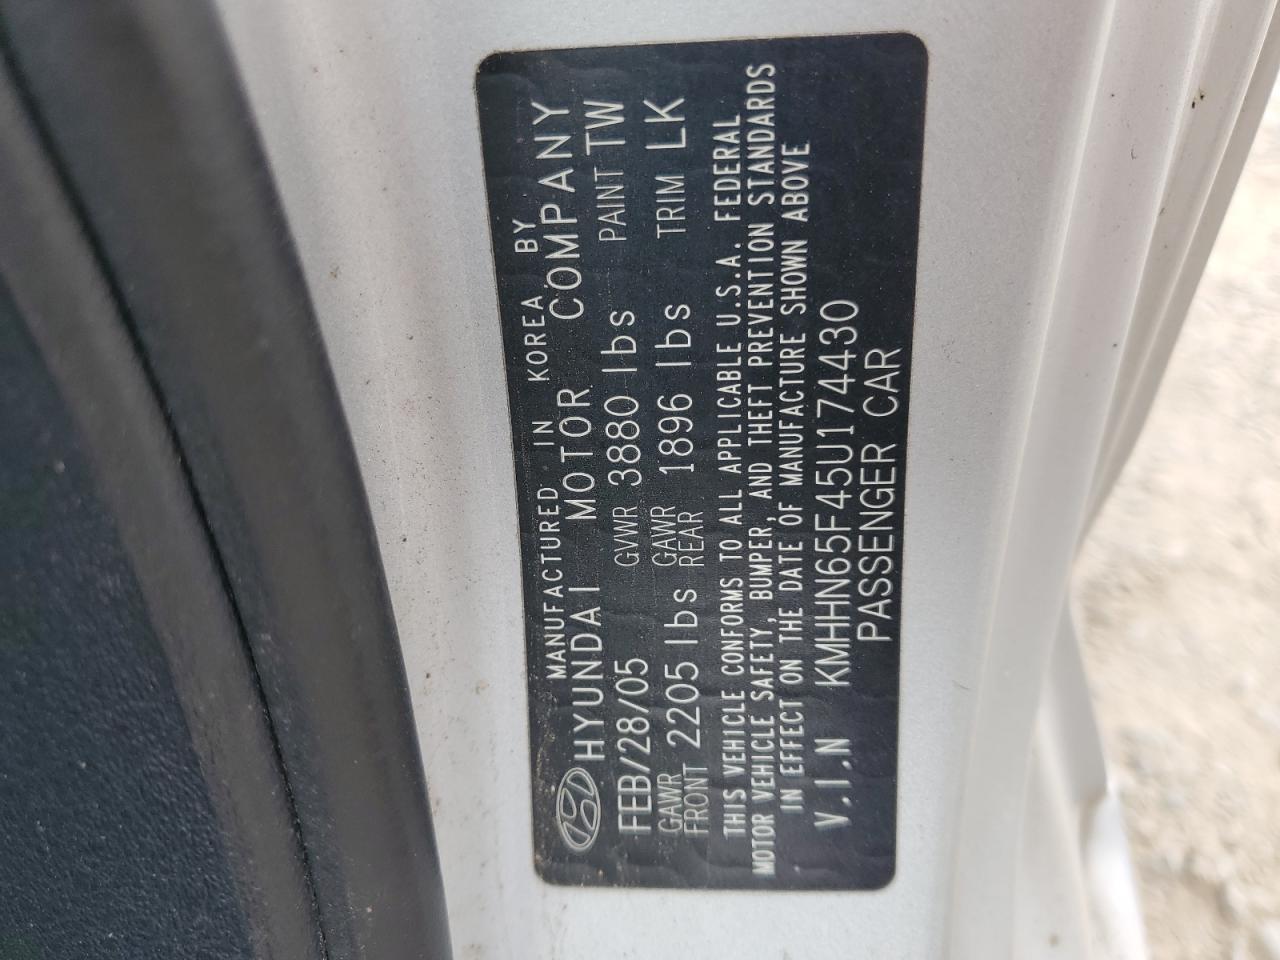 MANUFACTURED IN KOREA BY
HYUNDAI MOTOR COMPANY
FEB/28/05 GVWR 3880 lbs PAINT TW
GAWR FRONT 2205 lbs GAWR REAR 1896 lbs TRIM LK
THIS VEHICLE CONFORMS TO ALL APPLICABLE U.S.A. FEDERAL
MOTOR VEHICLE SAFETY, BUMPER, AND THEFT PREVENTION STANDARDS
IN EFFECT ON THE DATE OF MANUFACTURE SHOWN ABOVE
V.I.N KMHHN65F45U174430
PASSENGER CAR